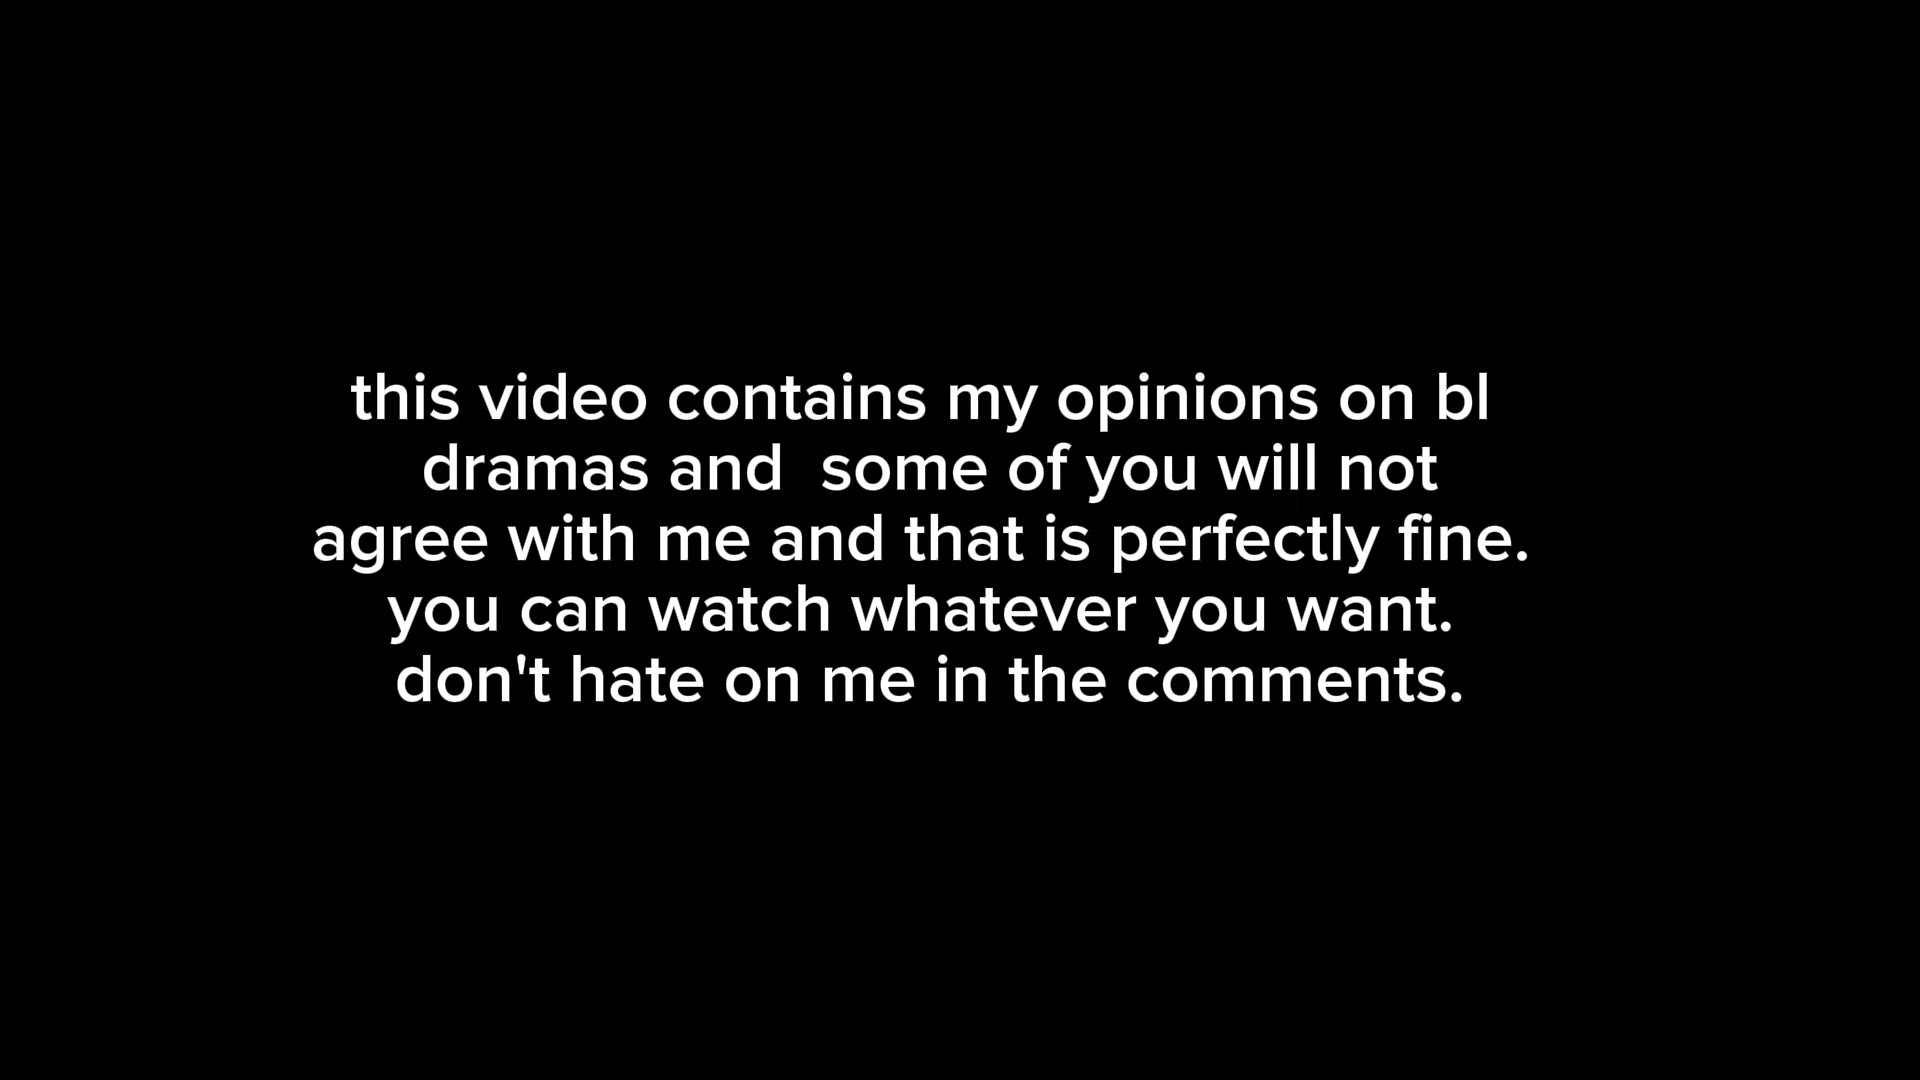 this video contains my opinions on bl
dramas and  some of you will not
agree with me and that is perfectly fine.
you can watch whatever you want.
don't hate on me in the comments.